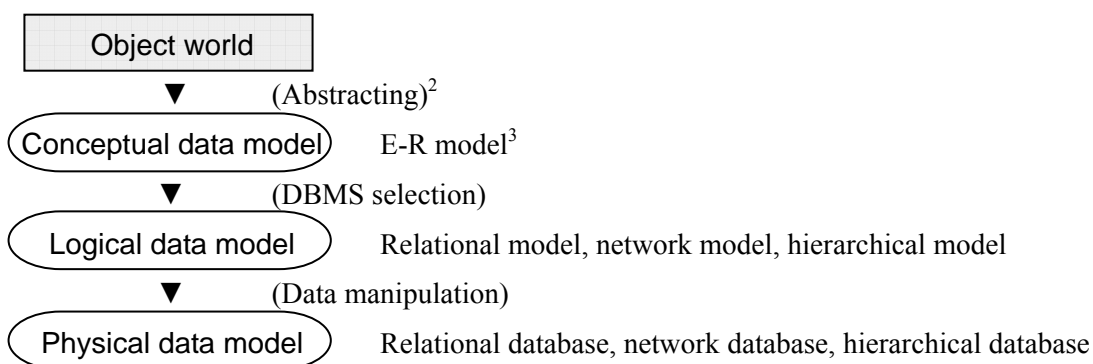 Object world
▼ (Abstracting)²
Conceptual data model E-R model³
▼ (DBMS selection)
Logical data model Relational model, network model, hierarchical model
▼ (Data manipulation)
Physical data model Relational database, network database, hierarchical database